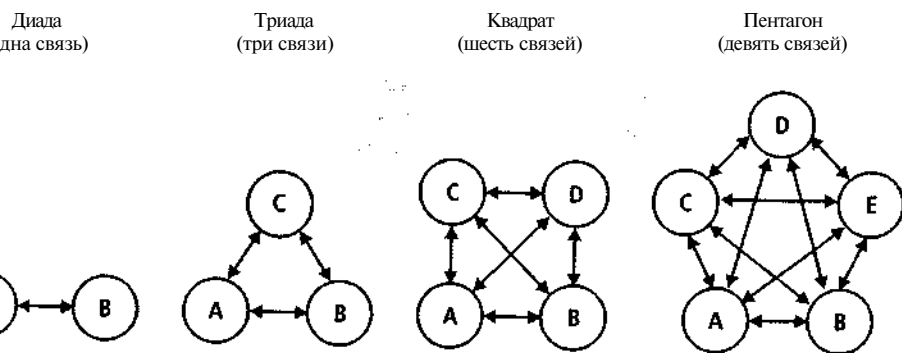 Диада
дна связь)
Триада
(три связи)
Квадрат
(шесть связей)
Пентагон
(девять связей)
B
C
A
B
C
D
A
B
D
C
E
A
B